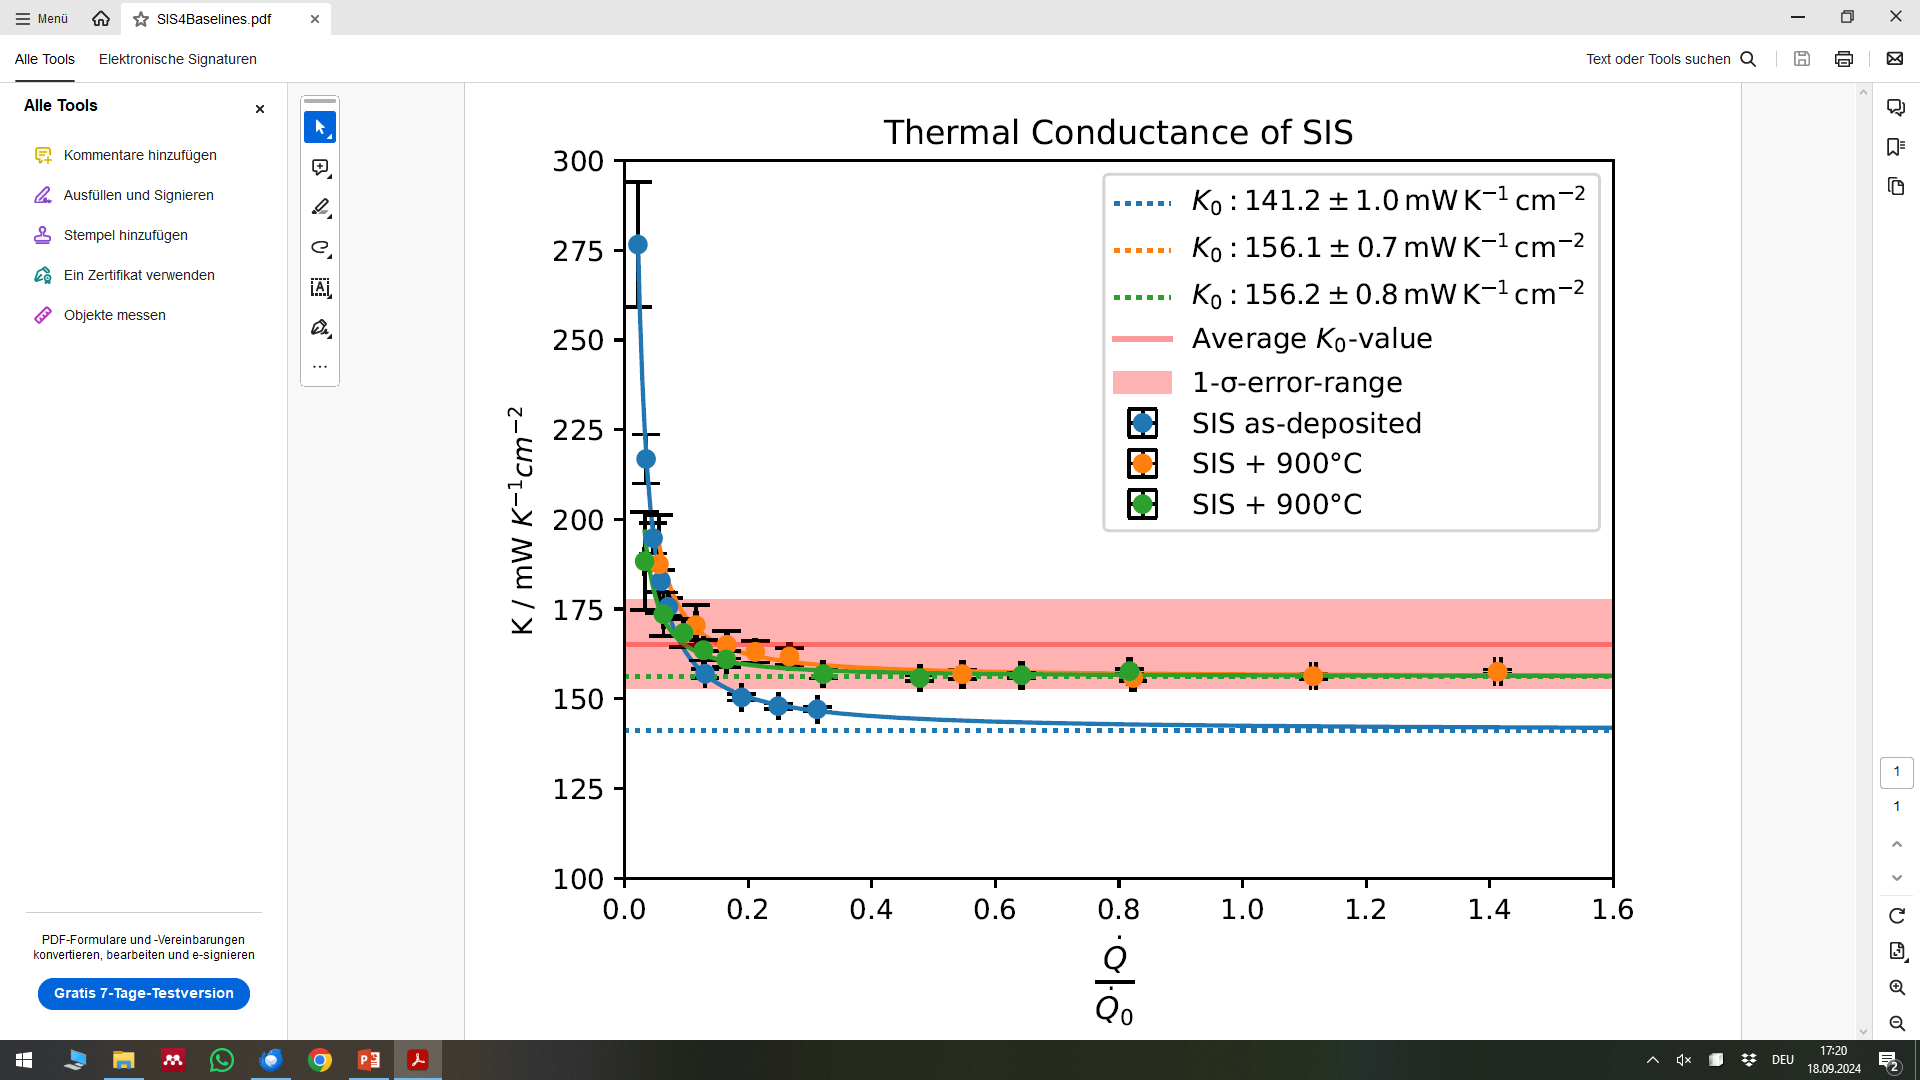 Menü
SIS4Baselines.pdf
Alle Tools
Elektronische Signaturen
Text oder Tools suchen
Alle Tools
Kommentare hinzufügen
Ausfüllen und Signieren
Stempel hinzufügen
Ein Zertifikat verwenden
Objekte messen
PDF-Formulare und -Vereinbarungen
konvertieren, bearbeiten und e-signieren
Gratis 7-Tage-Testversion
Thermal Conductance of SIS
K / mW K⁻¹cm⁻²
300
275
250
225
200
175
150
125
100
K₀ : 141.2 ± 1.0 mW K⁻¹ cm⁻²
K₀ : 156.1 ± 0.7 mW K⁻¹ cm⁻²
K₀ : 156.2 ± 0.8 mW K⁻¹ cm⁻²
Average K₀-value
1-σ-error-range
SIS as-deposited
SIS + 900°C
SIS + 900°C
0.0 0.2 0.4 0.6 0.8 1.0 1.2 1.4 1.6
Q̇
Q̇₀
1
1
DEU
17:20
18.09.2024
2